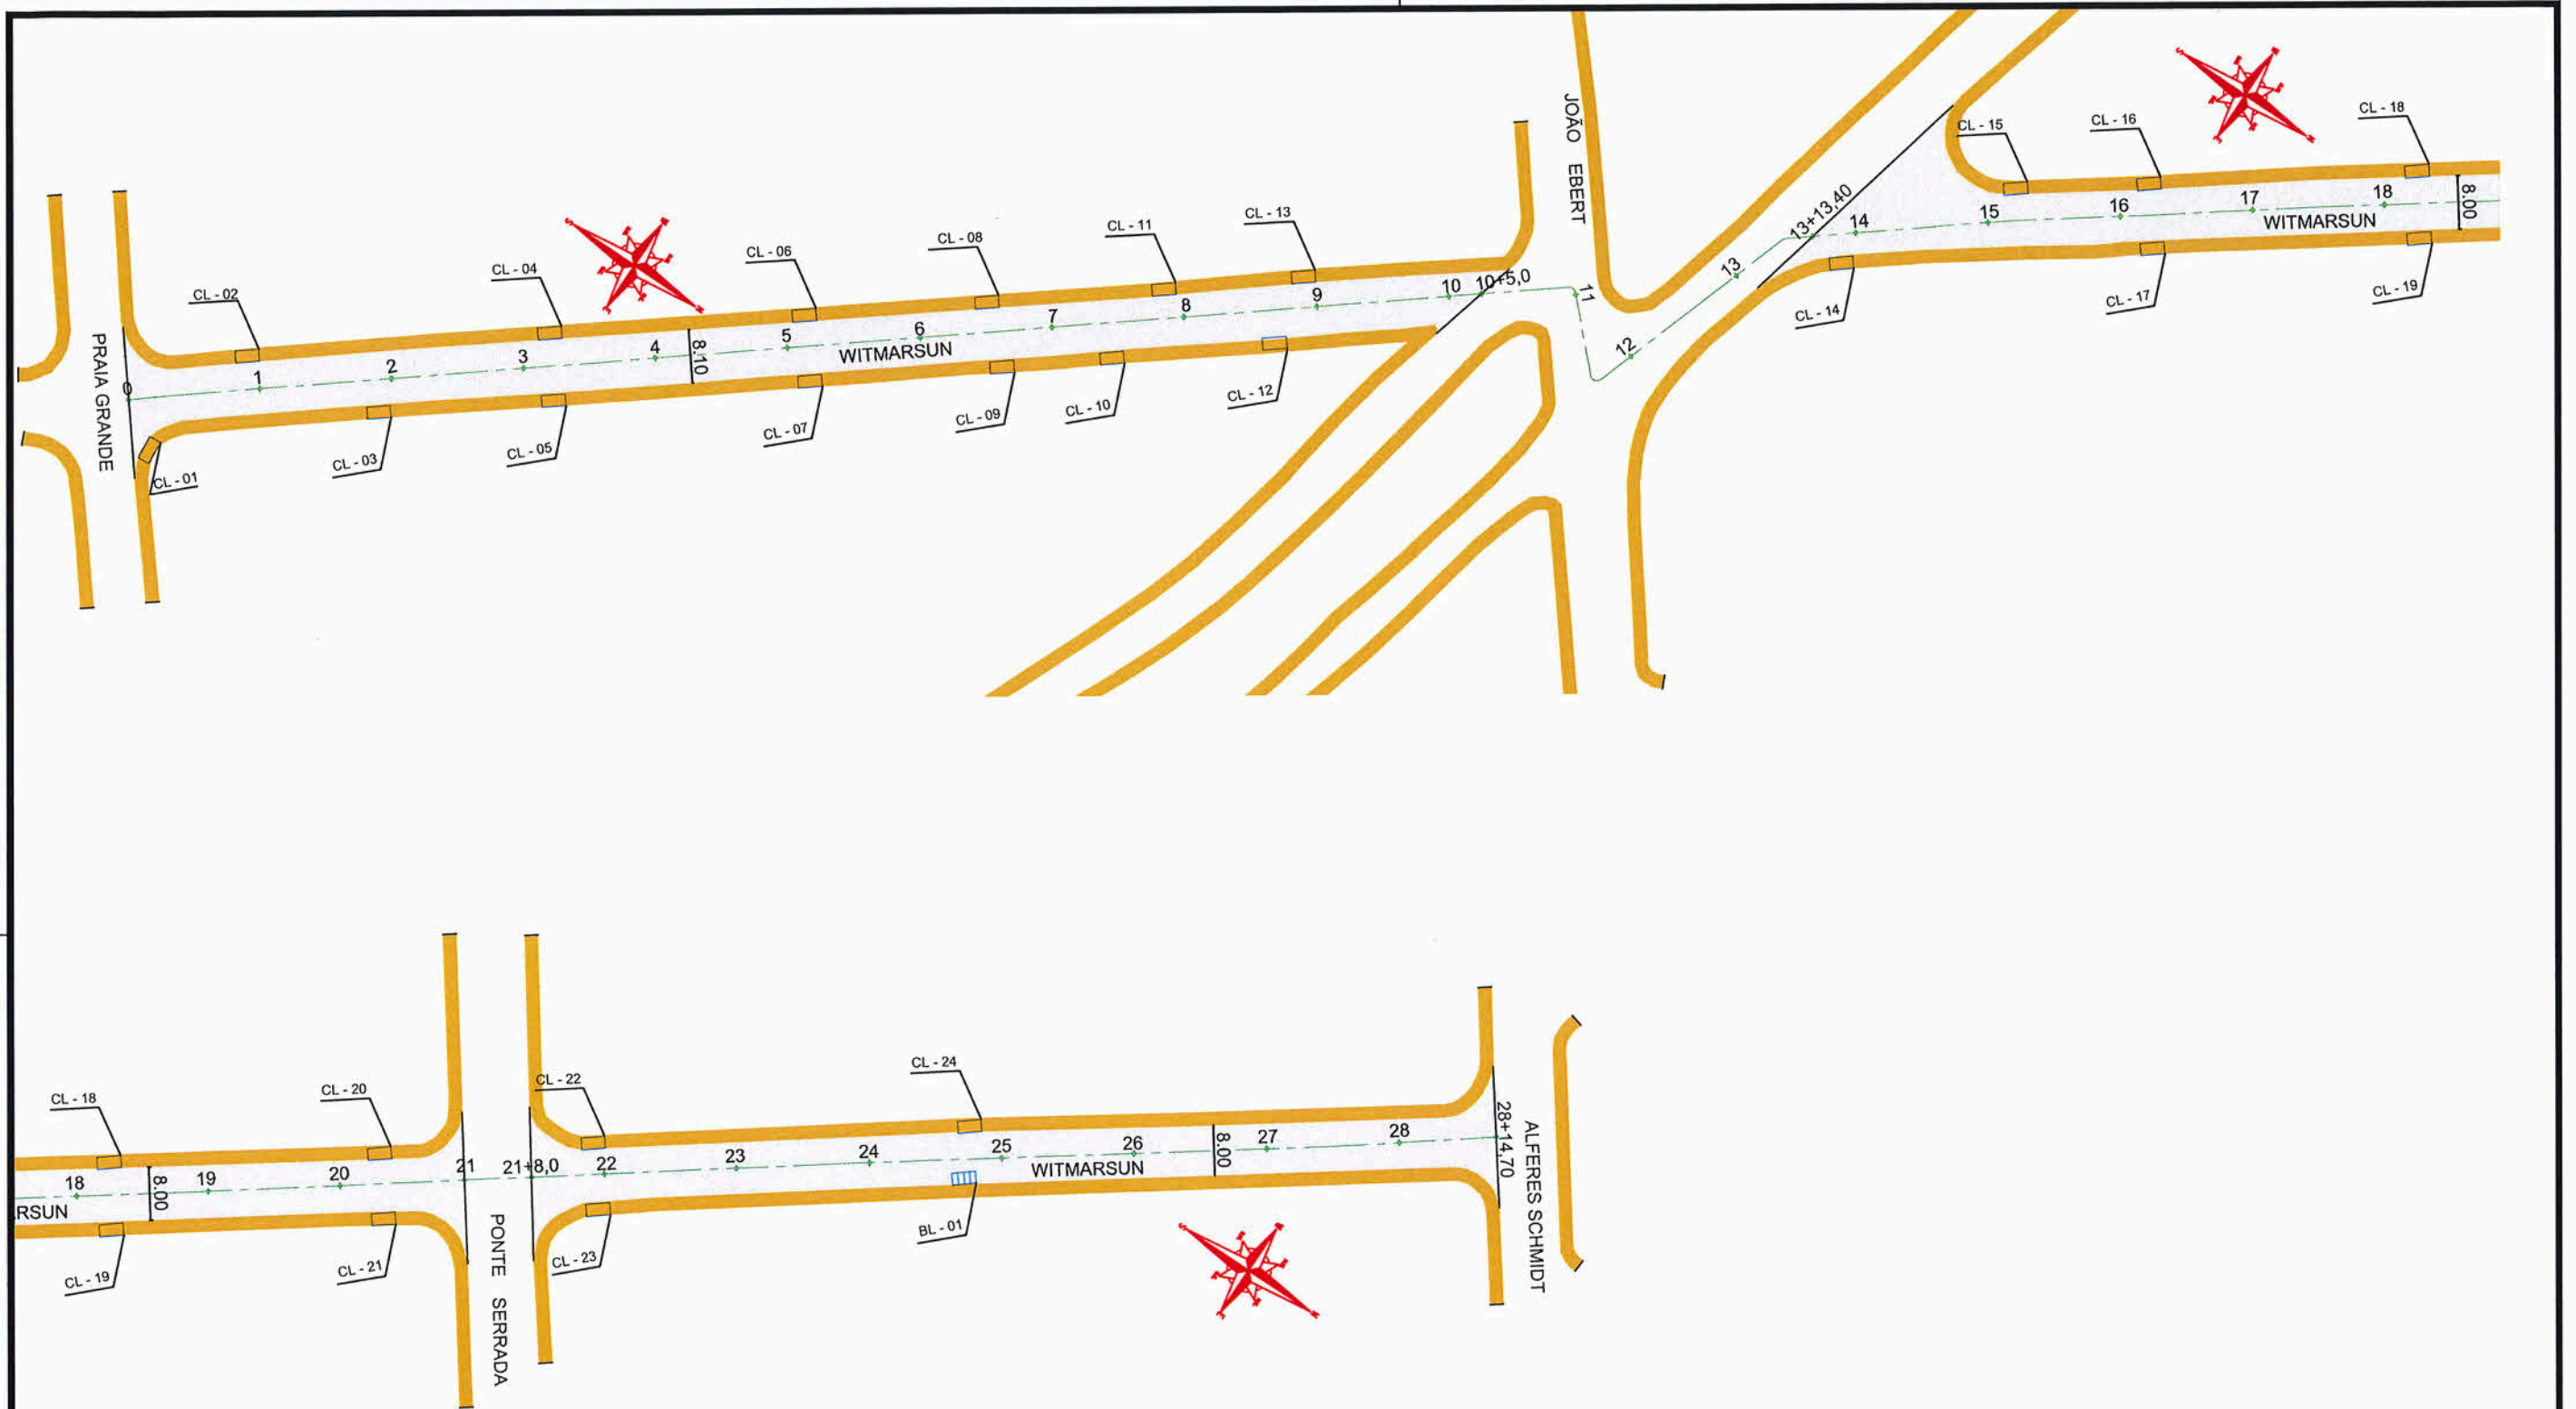 CL - 02
CL - 04
CL - 06
CL - 08
CL - 11
CL - 13
JOÃO EBERT
CL - 15
CL - 16
CL - 18
PRAIA GRANDE
0
1
2
3
4
8.10
5
6
7
8
9
10
10+5,0
11
12
13
13+13,40
14
15
16
17
18
8.00
WITMARSUN
WITMARSUN
CL - 01
CL - 03
CL - 05
CL - 07
CL - 09
CL - 10
CL - 12
CL - 14
CL - 17
CL - 19
CL - 18
CL - 20
CL - 22
CL - 24
18
8.00
19
20
21
21+8,0
22
23
24
25
26
8.00
27
28
28+14,70
RSUN
WITMARSUN
PONTE SERRADA
ALFERES SCHMIDT
CL - 19
CL - 21
CL - 23
BL - 01